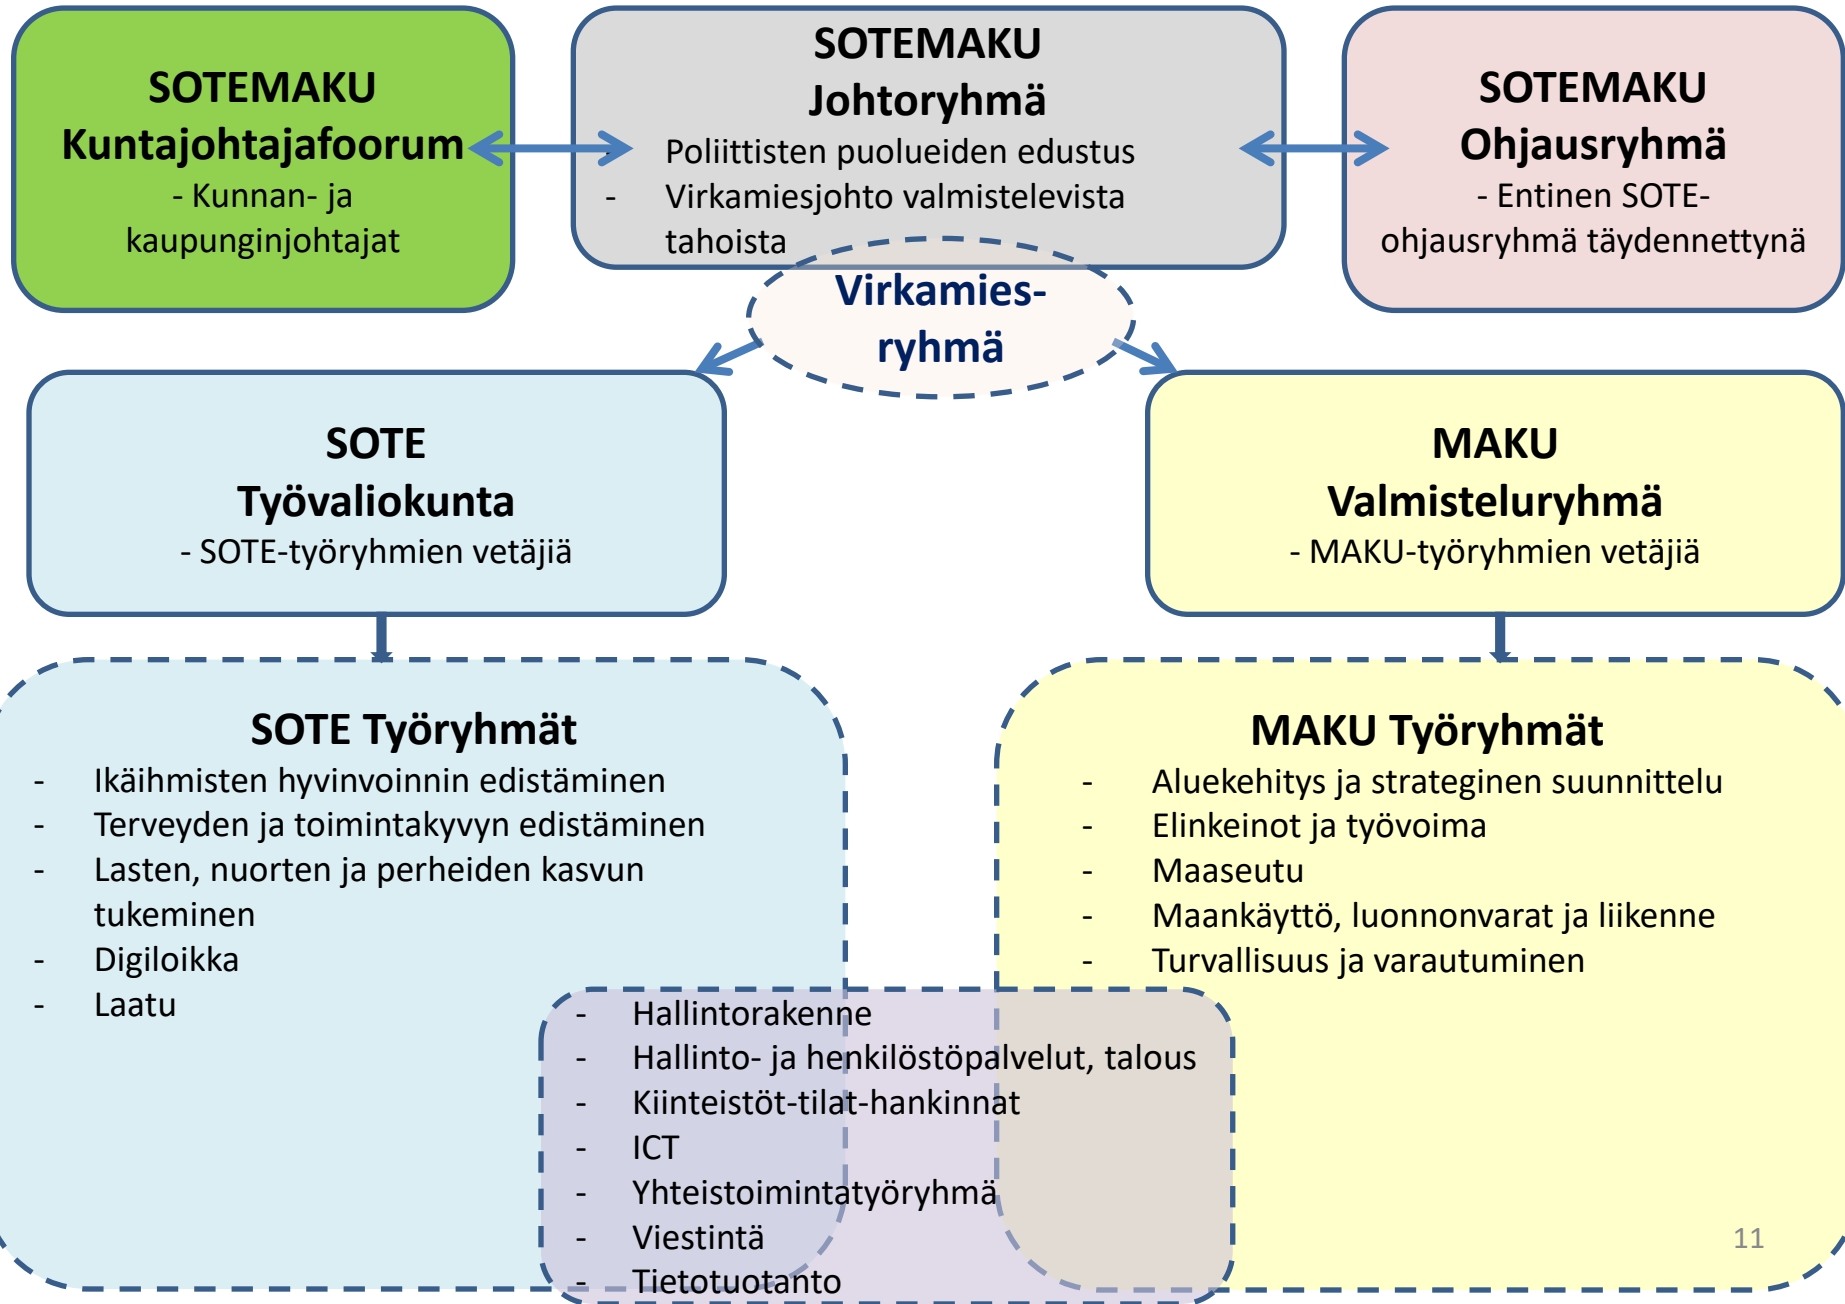 SOTEMAKU
Kuntajohtajafoorum
- Kunnan- ja
kaupunginjohtajat
SOTEMAKU
Johtoryhmä
- Poliittisten puolueiden edustus
- Virkamiesjohto valmistelevista
tahoista
SOTEMAKU
Ohjausryhmä
- Entinen SOTE-
ohjausryhmä täydennettynä
Virkamies-
ryhmä
SOTE
Työvaliokunta
- SOTE-työryhmien vetäjiä
MAKU
Valmisteluryhmä
- MAKU-työryhmien vetäjiä
SOTE Työryhmät
- Ikäihmisten hyvinvoinnin edistäminen
- Terveyden ja toimintakyvyn edistäminen
- Lasten, nuorten ja perheiden kasvun
tukeminen
- Digiloikka
- Laatu
MAKU Työryhmät
- Aluekehitys ja strateginen suunnittelu
- Elinkeinot ja työvoima
- Maaseutu
- Maankäyttö, luonnonvarat ja liikenne
- Turvallisuus ja varautuminen
- Hallintorakenne
- Hallinto- ja henkilöstöpalvelut, talous
- Kiinteistöt-tilat-hankinnat
- ICT
- Yhteistoimintatyöryhmä
- Viestintä
- Tietotuotanto
11